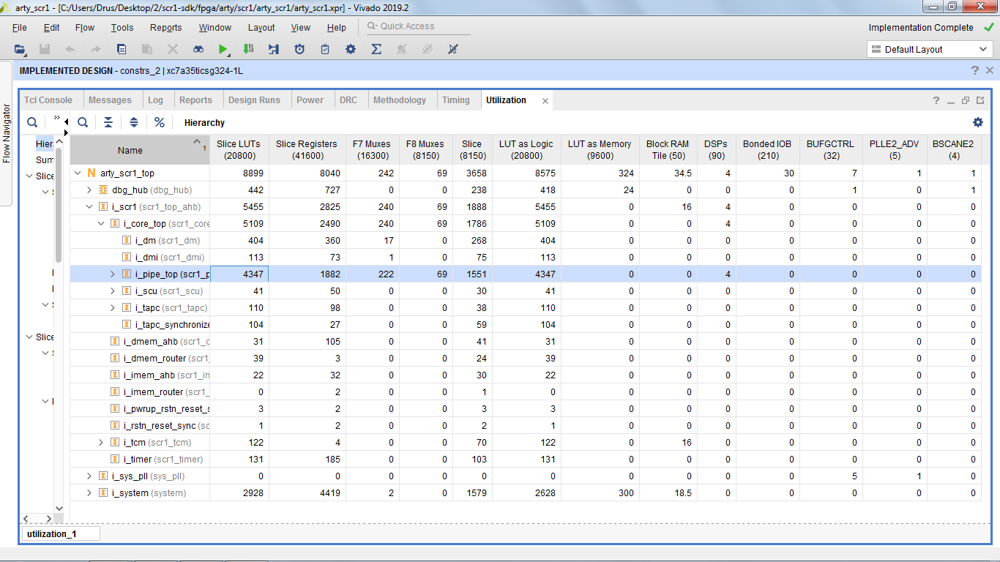 arty_scr1 - [C:/Users/Drus/Desktop/2/scr1-sdk/fpga/arty/scr1/arty_scr1/arty_scr1.xpr] - Vivado 2019.2
File Edit Flow Tools Reports Window Layout View Help Quick Access
Implementation Complete
Default Layout
IMPLEMENTED DESIGN - constrs_2 | xc7a35ticsg324-1L
Flow Navigator
Tcl Console Messages Log Reports Design Runs Power DRC Methodology Timing Utilization
Hierarchy
Hier
Sum
Slice
Slice
Name 1 Slice LUTs (20800) Slice Registers (41600) F7 Muxes (16300) F8 Muxes (8150) Slice (8150) LUT as Logic (20800) LUT as Memory (9600) Block RAM Tile (50) DSPs (90) Bonded IOB (210) BUFGCTRL (32) PLLE2_ADV (5) BSCANE2 (4)
N arty_scr1_top 8899 8040 242 69 3658 8575 324 34.5 4 30 7 1 1
dbg_hub (dbg_hub) 442 727 0 0 238 418 24 0 0 0 1 0 1
i_scr1 (scr1_top_ahb) 5455 2825 240 69 1888 5455 0 16 4 0 0 0 0
i_core_top (scr1_core 5109 2490 240 69 1786 5109 0 0 4 0 0 0 0
i_dm (scr1_dm) 404 360 17 0 268 404 0 0 0 0 0 0 0
i_dmi (scr1_dmi) 113 73 1 0 75 113 0 0 0 0 0 0 0
i_pipe_top (scr1_p 4347 1882 222 69 1551 4347 0 0 4 0 0 0 0
i_scu (scr1_scu) 41 50 0 0 30 41 0 0 0 0 0 0 0
i_tapc (scr1_tapc) 110 98 0 0 38 110 0 0 0 0 0 0 0
i_tapc_synchronize 104 27 0 0 59 104 0 0 0 0 0 0 0
i_dmem_ahb (scr1_d 31 105 0 0 41 31 0 0 0 0 0 0 0
i_dmem_router (scr1_ 39 3 0 0 24 39 0 0 0 0 0 0 0
i_imem_ahb (scr1_im 22 32 0 0 30 22 0 0 0 0 0 0 0
i_imem_router (scr1_ 0 2 0 0 1 0 0 0 0 0 0 0 0
i_pwrup_rstn_reset_s 3 2 0 0 3 3 0 0 0 0 0 0 0
i_rstn_reset_sync (sc 1 2 0 0 2 1 0 0 0 0 0 0 0
i_tcm (scr1_tcm) 122 4 0 0 70 122 0 16 0 0 0 0 0
i_timer (scr1_timer) 131 185 0 0 103 131 0 0 0 0 0 0 0
i_sys_pll (sys_pll) 0 0 0 0 0 0 0 0 0 0 5 1 0
i_system (system) 2928 4419 2 0 1579 2628 300 18.5 0 0 0 0 0
utilization_1